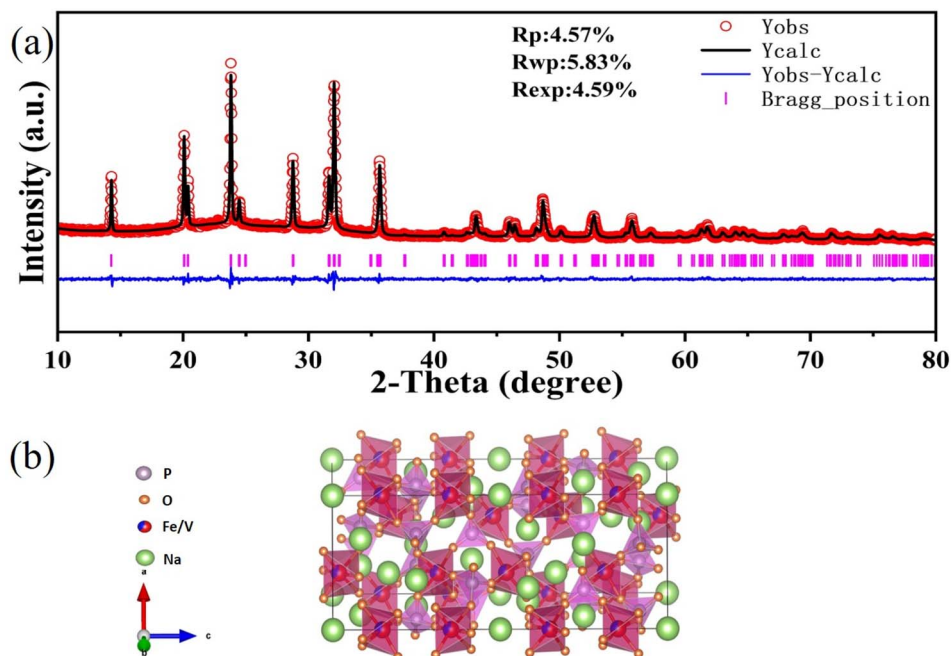 (a)
Rp:4.57%
Rwp:5.83%
Rexp:4.59%
Yobs
Ycalc
Yobs-Ycalc
Bragg_position
Intensity (a.u.)
10 20 30 40 50 60 70 80
2-Theta (degree)
(b)
P
O
Fe/V
Na
a
c
b